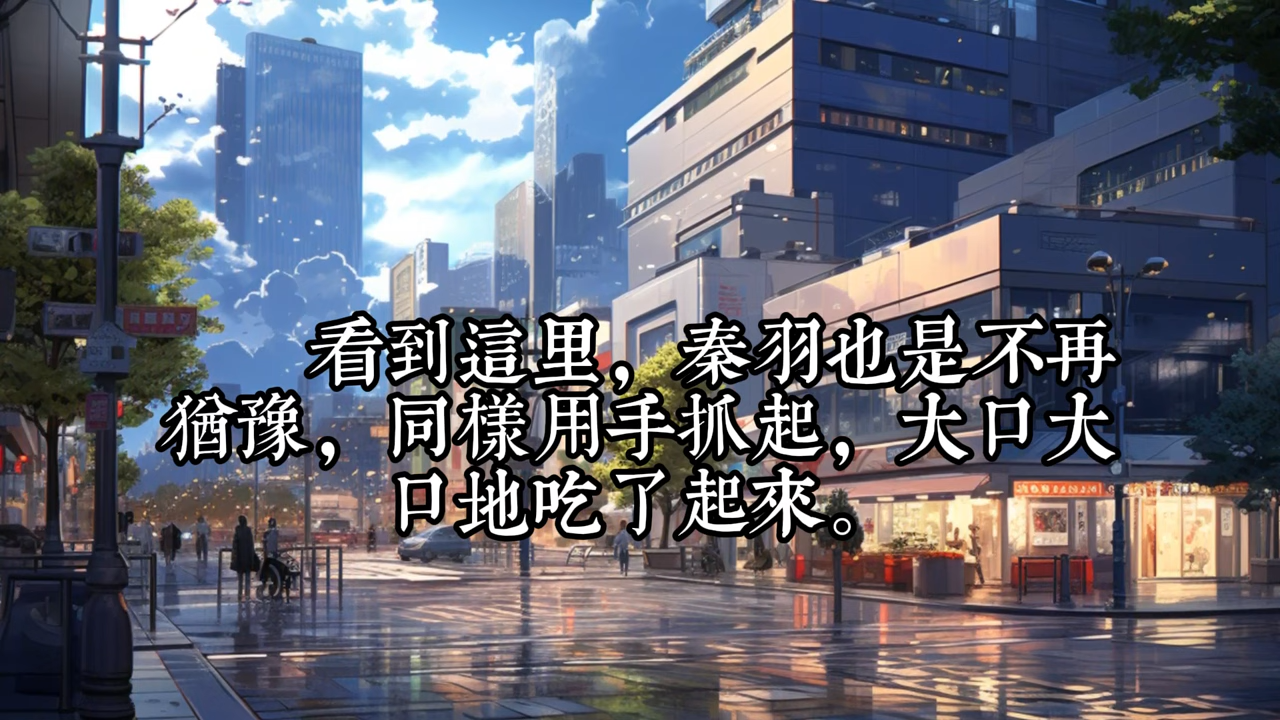 看到這里，秦羽也是不再
猶豫，同樣用手抓起，大口大
口地吃了起來。